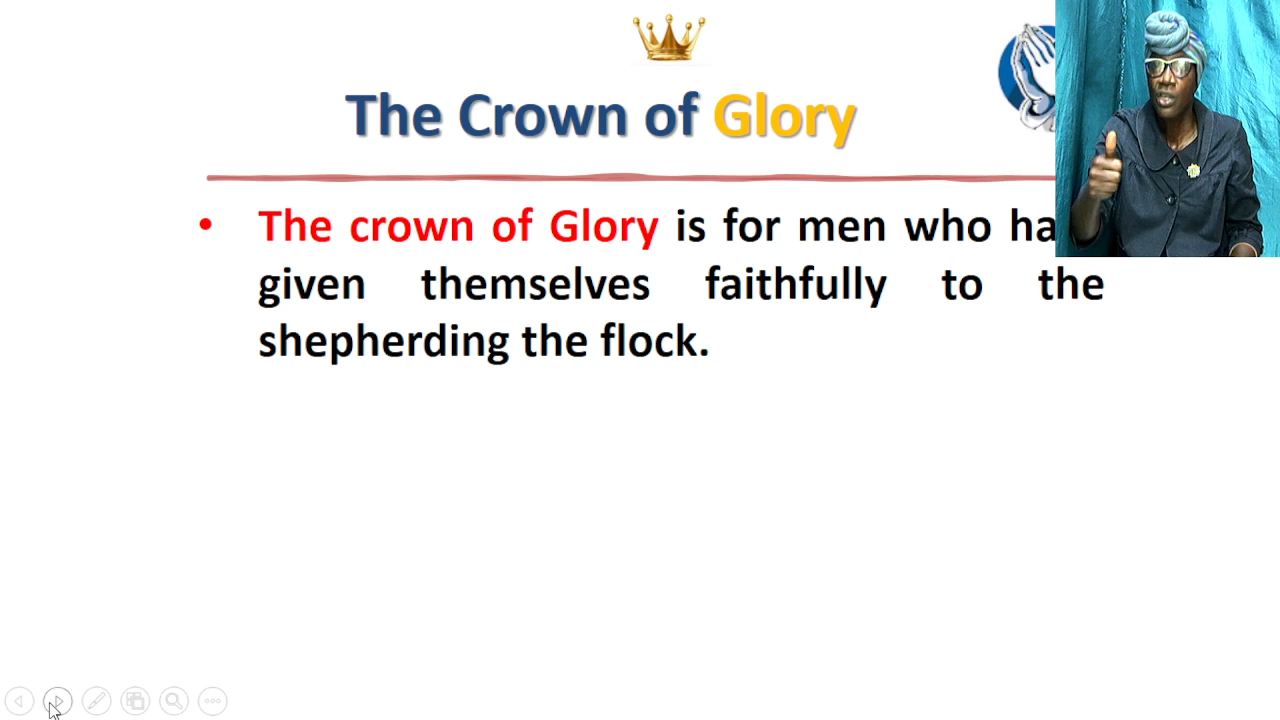 The Crown of Glory
• The crown of Glory is for men who ha
given themselves faithfully to the
shepherding the flock.